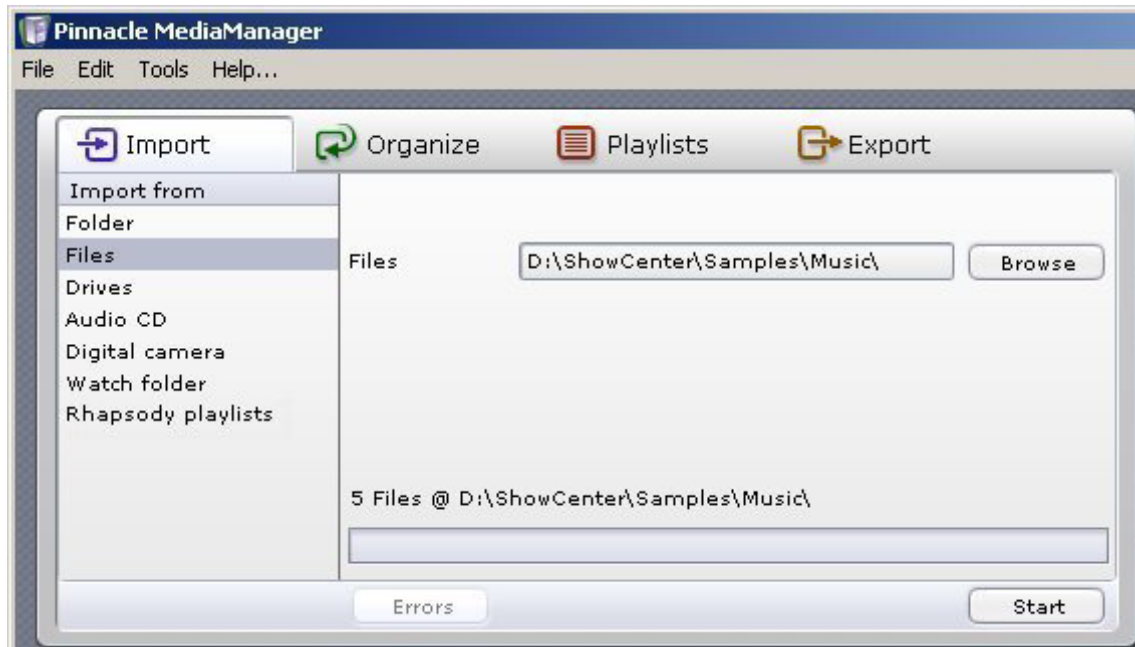 Pinnacle MediaManager
File Edit Tools Help...
Import Organize Playlists Export
Import from
Folder
Files
Drives
Audio CD
Digital camera
Watch folder
Rhapsody playlists
Files D:\ShowCenter\Samples\Music\ Browse
5 Files @ D:\ShowCenter\Samples\Music\
Errors Start